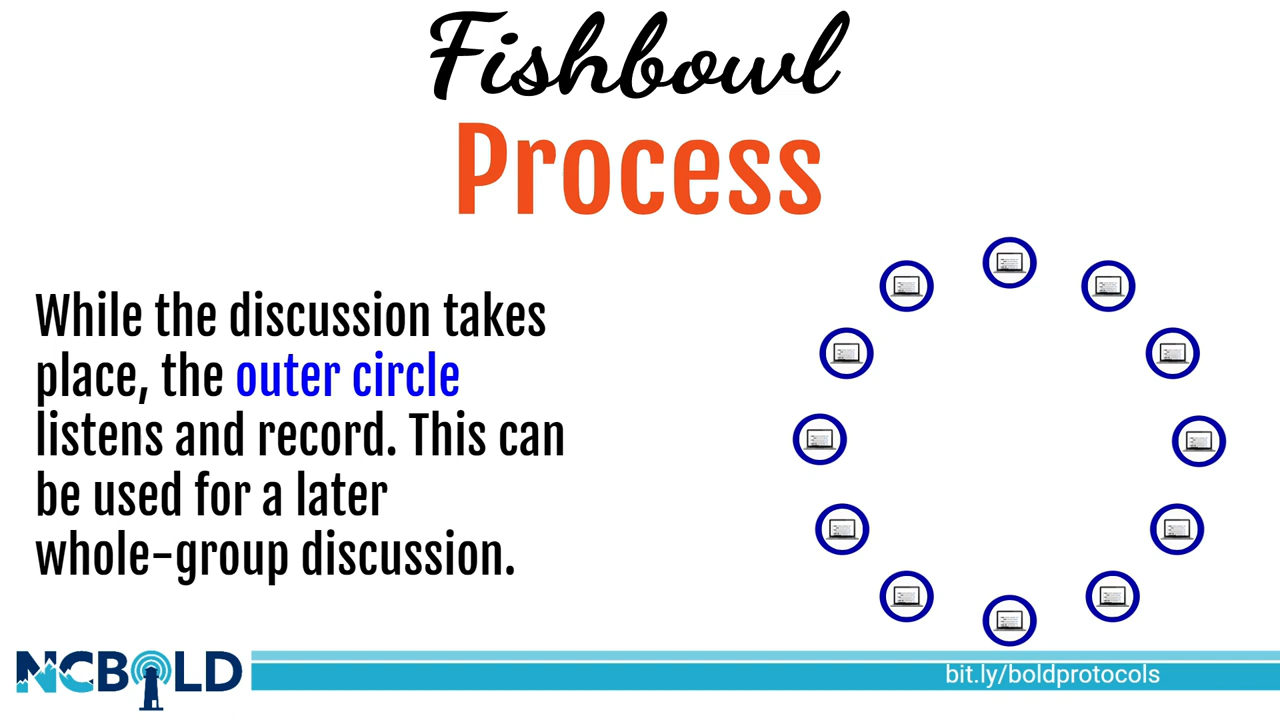 Fishbowl
Process
While the discussion takes
place, the outer circle
listens and record. This can
be used for a later
whole-group discussion.
NCBOLD
bit.ly/boldprotocols